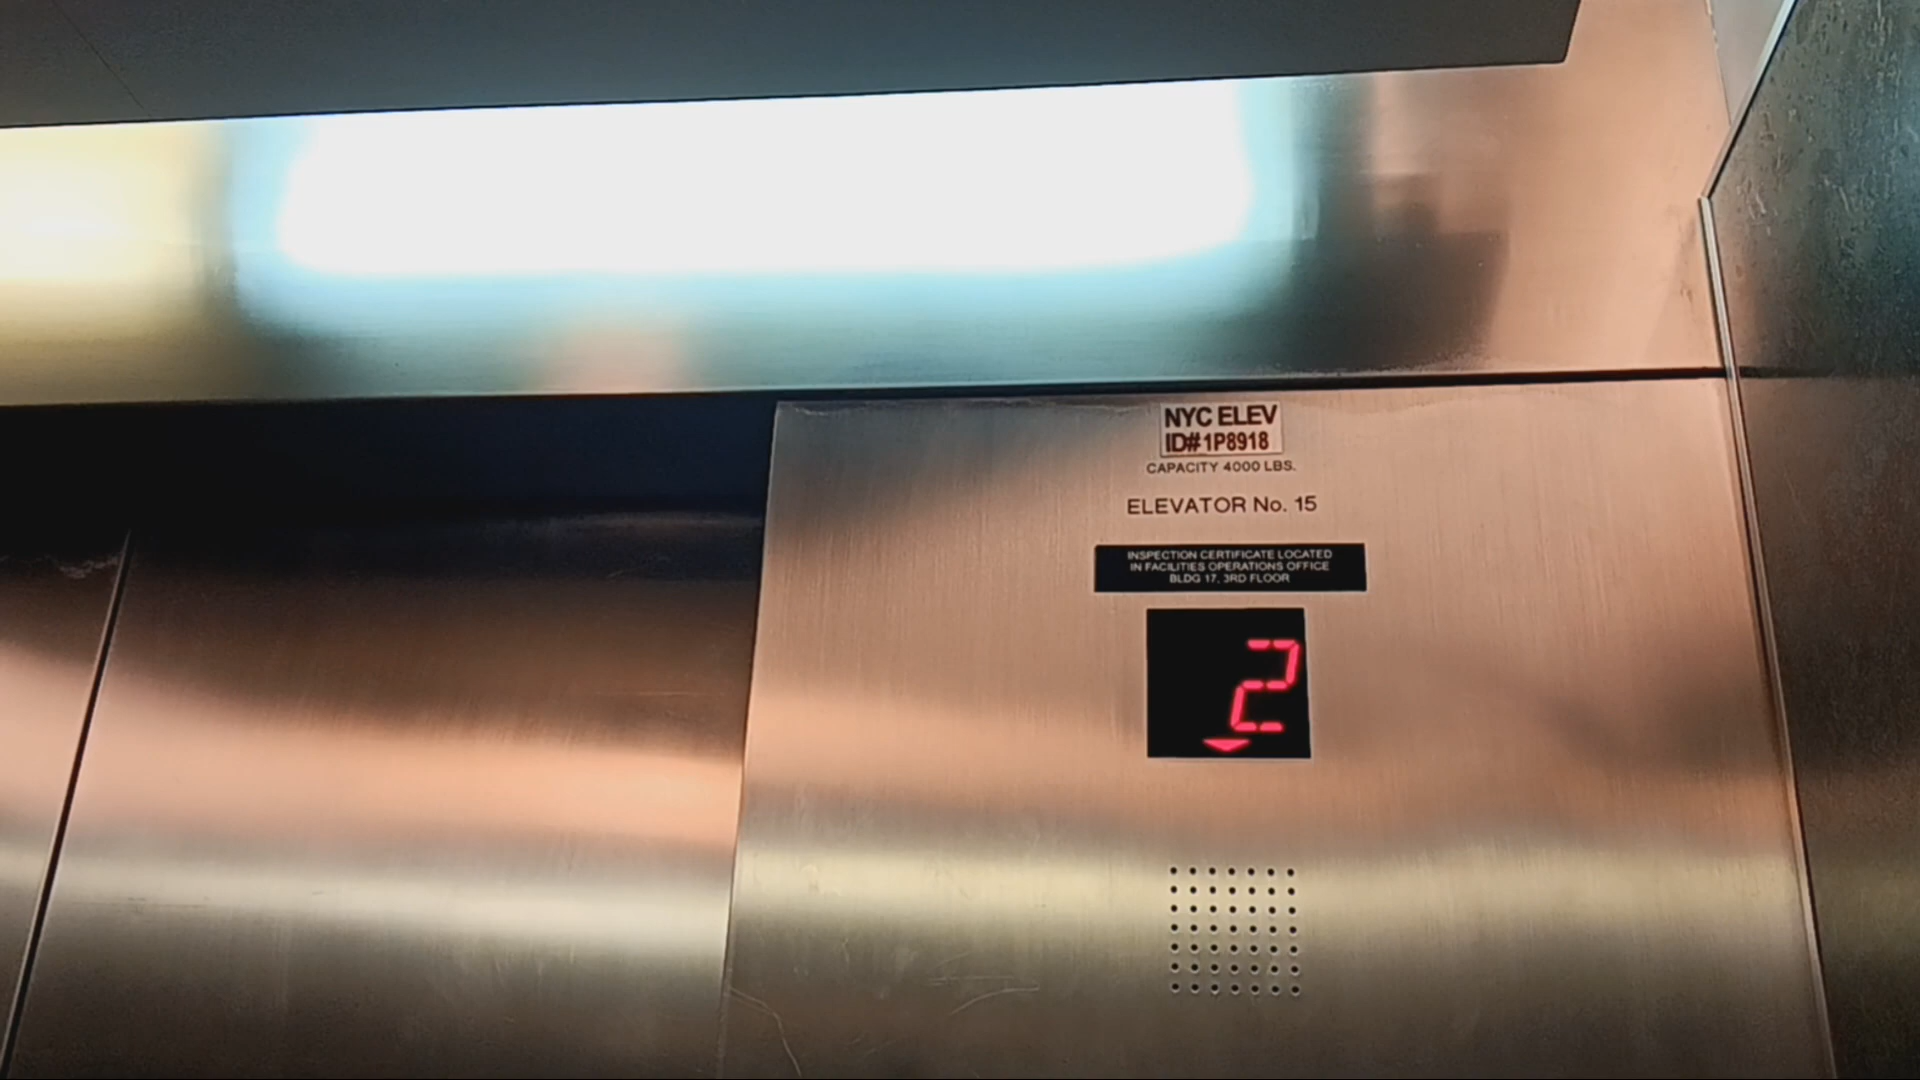 NYC ELEV
ID# 1P8918
CAPACITY 4000 LBS.
ELEVATOR No. 15
INSPECTION CERTIFICATE LOCATED
IN FACILITIES OPERATIONS OFFICE
BLDG 17, 3RD FLOOR
2